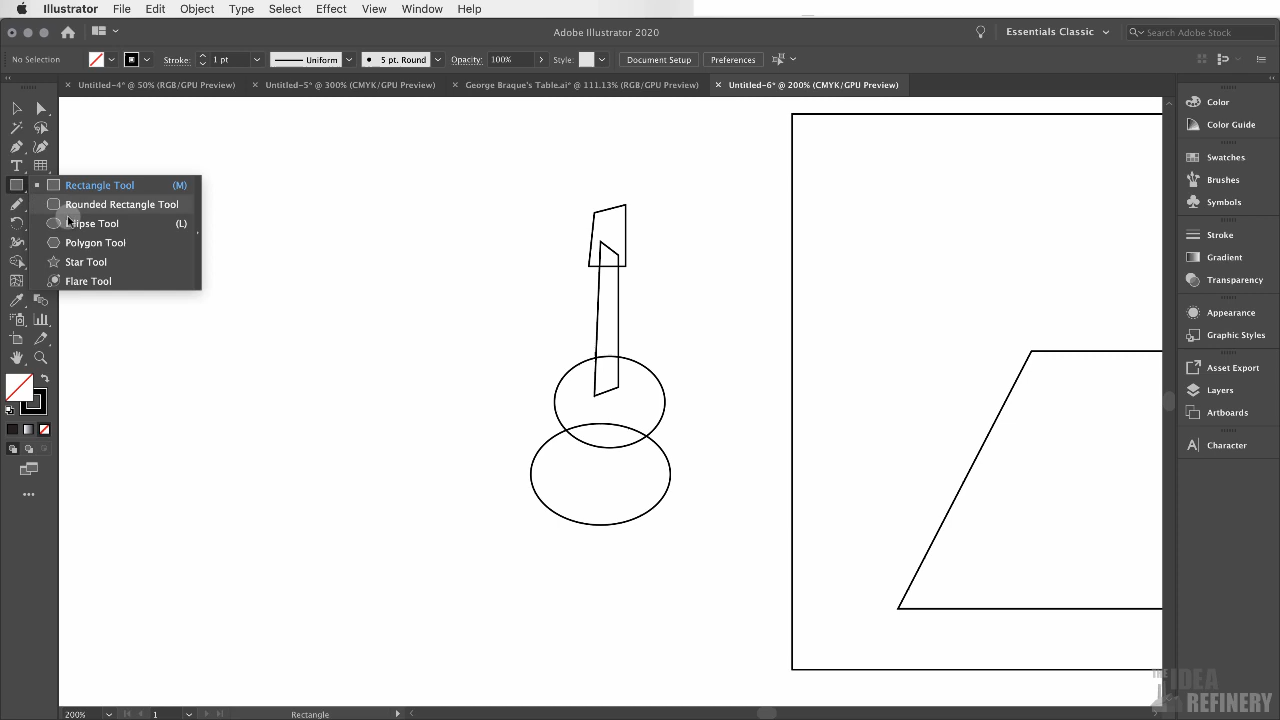 Illustrator File Edit Object Type Select Effect View Window Help
Adobe Illustrator 2020
Essentials Classic
Search Adobe Stock
No Selection
Stroke:
1 pt
Uniform
5 pt. Round
Opacity:
100%
Style:
Document Setup
Preferences
Untitled-4* @ 50% (RGB/GPU Preview)
Untitled-5* @ 300% (CMYK/GPU Preview)
George Braque's Table.ai* @ 111.13% (RGB/GPU Preview)
Untitled-6* @ 200% (CMYK/GPU Preview)
Rectangle Tool (M)
Rounded Rectangle Tool
Tool (L)
Polygon Tool
Star Tool
Flare Tool
Color
Color Guide
Swatches
Brushes
Symbols
Stroke
Gradient
Transparency
Appearance
Graphic Styles
Asset Export
Layers
Artboards
Character
200%
1
Rectangle
THE IDEA
REFINERY